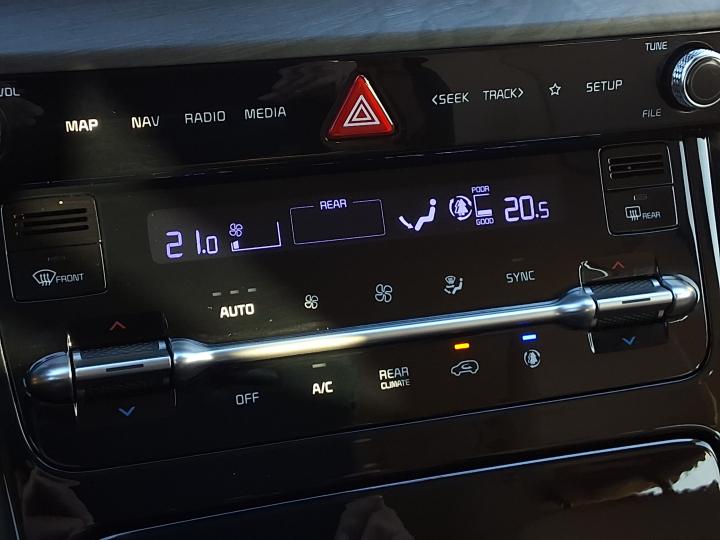 VOL
MAP NAV RADIO MEDIA
<SEEK TRACK> ☆ SETUP
TUNE
FILE
FRONT
21.0
REAR
POOR
GOOD
20.5
REAR
AUTO
SYNC
OFF
A/C
REAR
CLIMATE